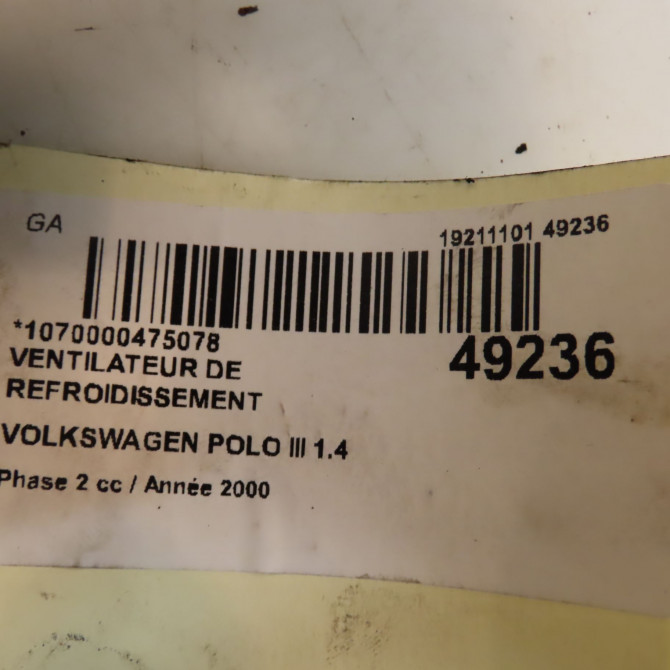 GA
19211101 49236
*1070000475078
49236
VENTILATEUR DE
REFROIDISSEMENT
VOLKSWAGEN POLO III 1.4
Phase 2 cc / Année 2000